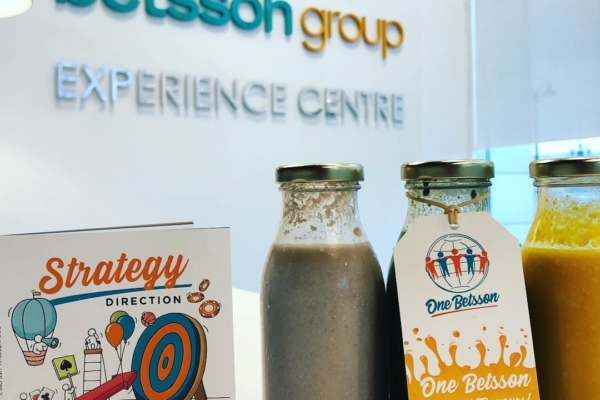 betsson group
EXPERIENCE CENTRE
Strategy
DIRECTION
One Betsson
One Betsson